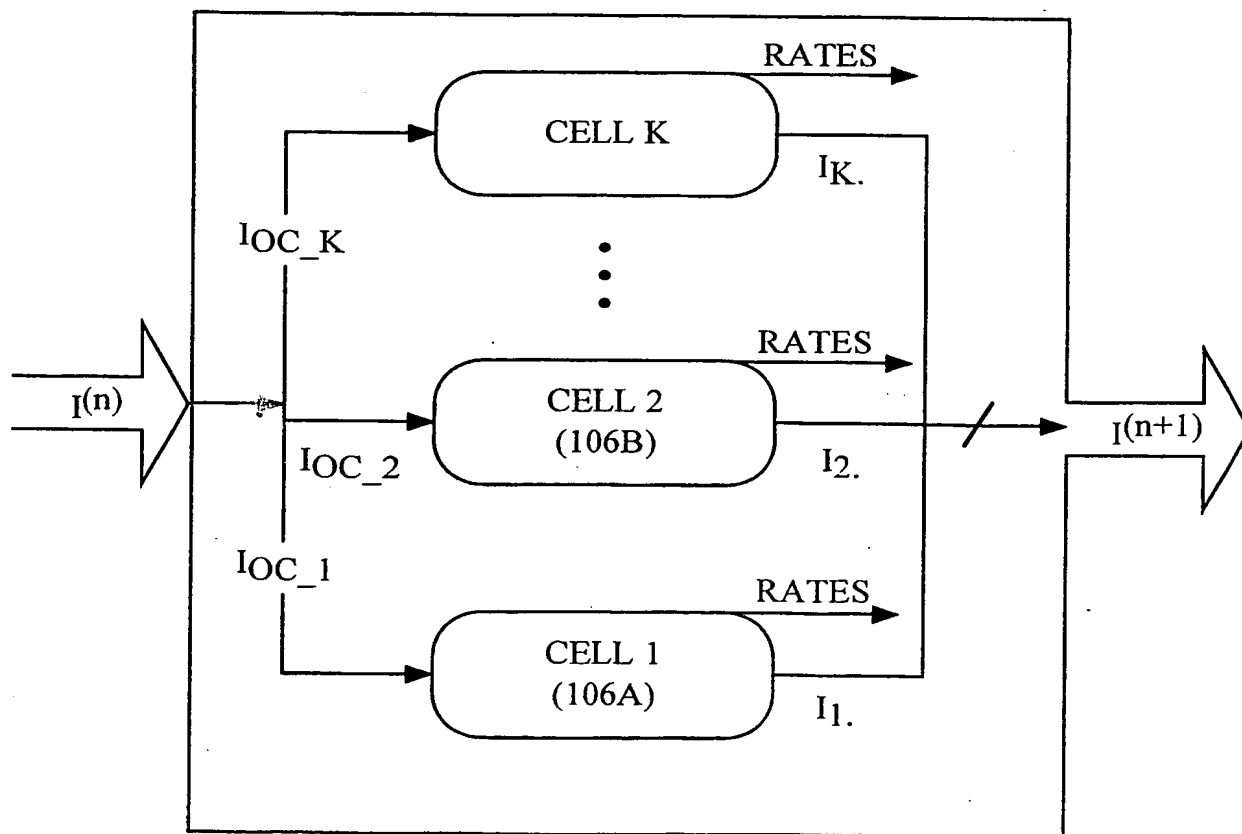 RATES
CELL K
IK.
IOC_K
RATES
I(n)
CELL 2
(106B)
IOC_2
I2.
I(n+1)
IOC_1
RATES
CELL 1
(106A)
I1.